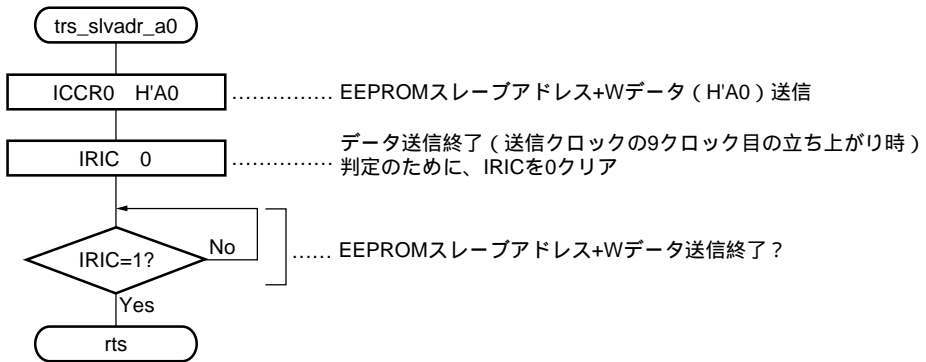 trs_slvadr_a0
ICCR0 H'A0 …………… EEPROMスレーブアドレス+Wデータ（H'A0）送信
IRIC 0 …………… データ送信終了（送信クロックの9クロック目の立ち上がり時）
判定のために、IRICを0クリア
IRIC=1? No …… EEPROMスレーブアドレス+Wデータ送信終了？
Yes
rts